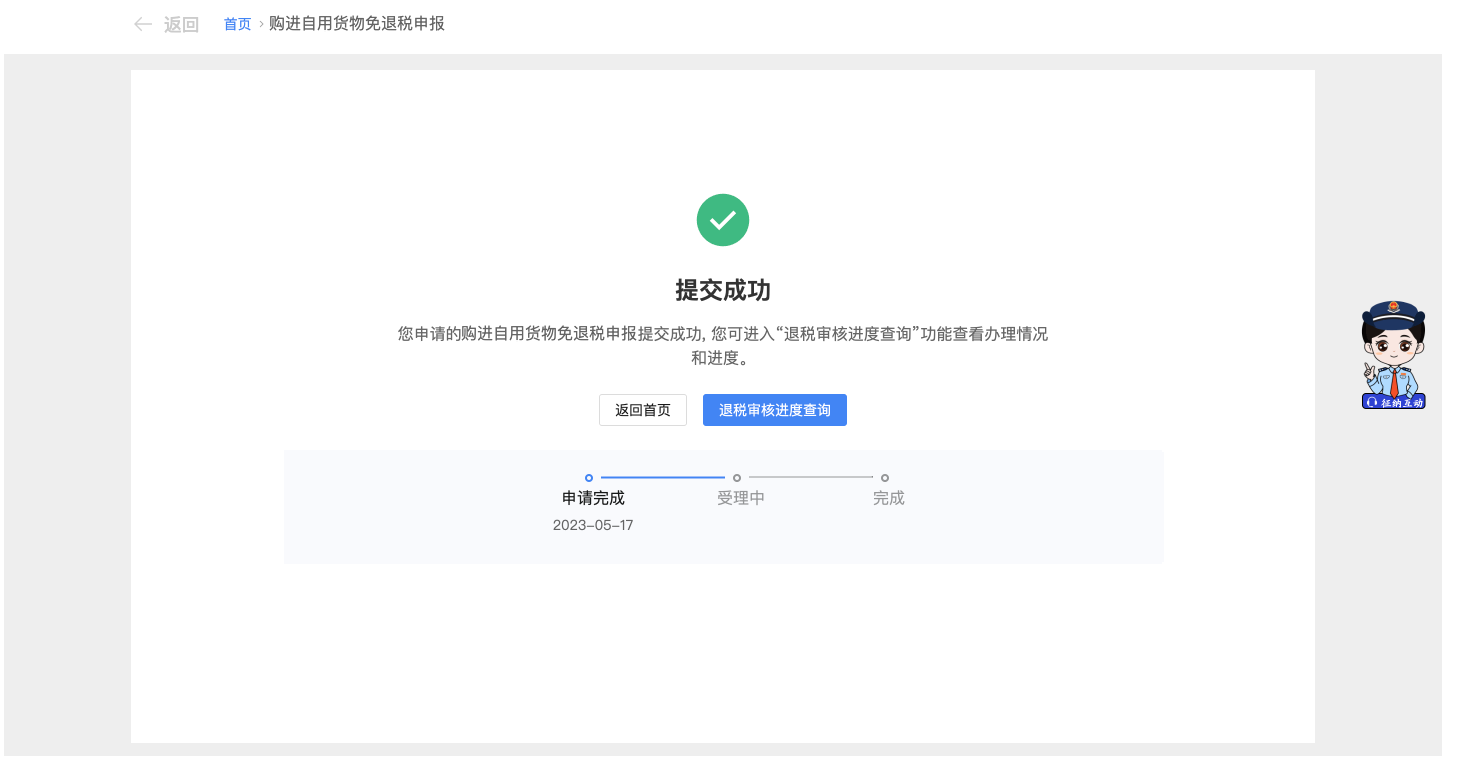 返回 首页 › 购进自用货物免退税申报
提交成功
您申请的购进自用货物免退税申报提交成功, 您可进入“退税审核进度查询”功能查看办理情况
和进度。
返回首页 退税审核进度查询
申请完成 受理中 完成
2023-05-17
征纳互动